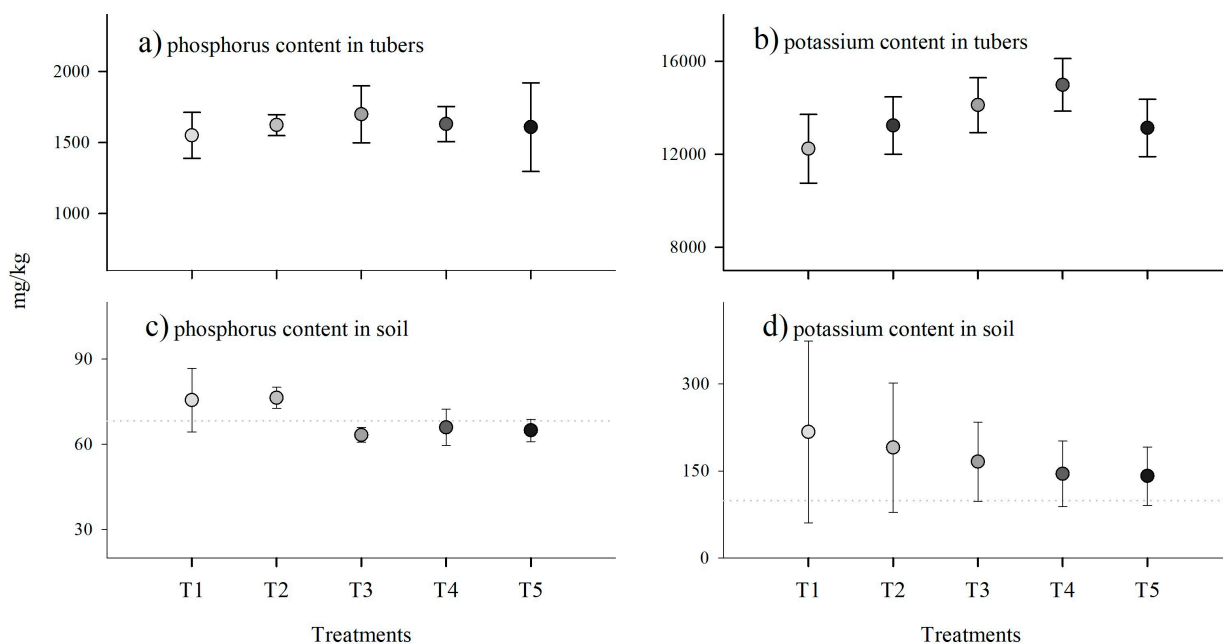 a) phosphorus content in tubers
2000
1500
1000
b) potassium content in tubers
16000
12000
8000
mg/kg
c) phosphorus content in soil
90
60
30
d) potassium content in soil
300
150
0
T1 T2 T3 T4 T5
T1 T2 T3 T4 T5
Treatments
Treatments